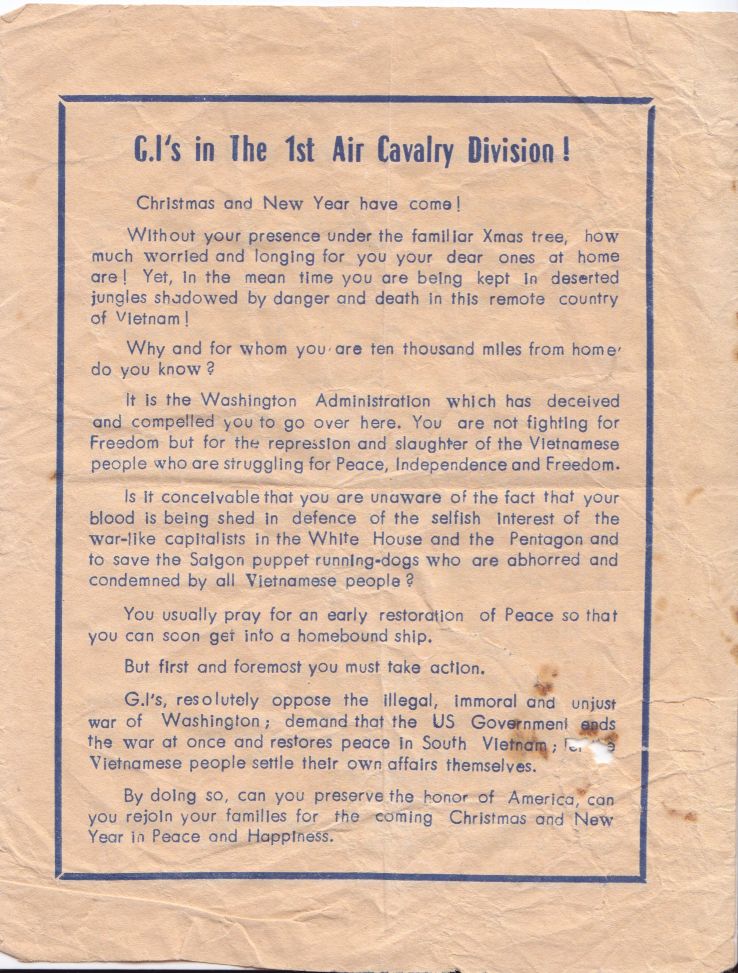 G.I's in The 1st Air Cavalry Division !
Christmas and New Year have come !
Without your presence under the familiar Xmas tree, how
much worried and longing for you your dear ones at home
are ! Yet, in the mean time you are being kept in deserted
jungles shadowed by danger and death in this remote country
of Vietnam !
Why and for whom you are ten thousand miles from home'
do you know ?
It is the Washington Administration which has deceived
and compelled you to go over here. You are not fighting for
Freedom but for the repression and slaughter of the Vietnamese
people who are struggling for Peace, Independence and Freedom.
Is it conceivable that you are unaware of the fact that your
blood is being shed in defence of the selfish interest of the
war-like capitalists in the White House and the Pentagon and
to save the Saigon puppet running-dogs who are abhorred and
condemned by all Vietnamese people ?
You usually pray for an early restoration of Peace so that
you can soon get into a homebound ship.
But first and foremost you must take action.
G.I's, resolutely oppose the illegal, immoral and unjust
war of Washington ; demand that the US Government ends
the war at once and restores peace in South Vietnam ;
Vietnamese people settle their own affairs themselves.
By doing so, can you preserve the honor of America, can
you rejoin your families for the coming Christmas and New
Year in Peace and Happiness.